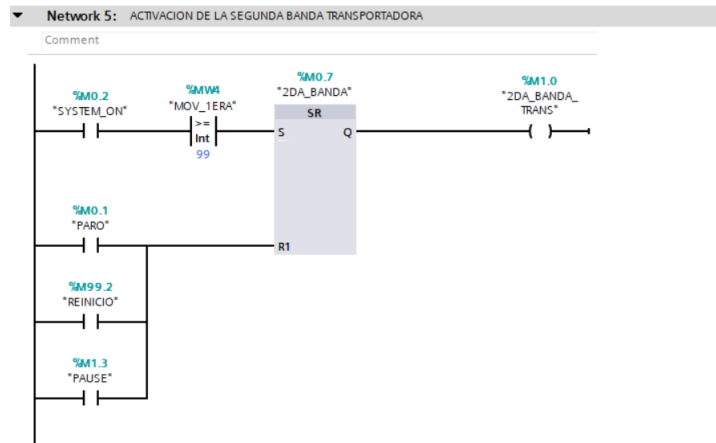 Network 5: ACTIVACION DE LA SEGUNDA BANDA TRANSPORTADORA
Comment
%M0.2
"SYSTEM_ON"
%MW4
"MOV_1ERA"
>=
Int
99
%M0.7
"2DA_BANDA"
SR
S
Q
%M1.0
"2DA_BANDA_
TRANS"
%M0.1
"PARO"
R1
%M99.2
"REINICIO"
%M1.3
"PAUSE"